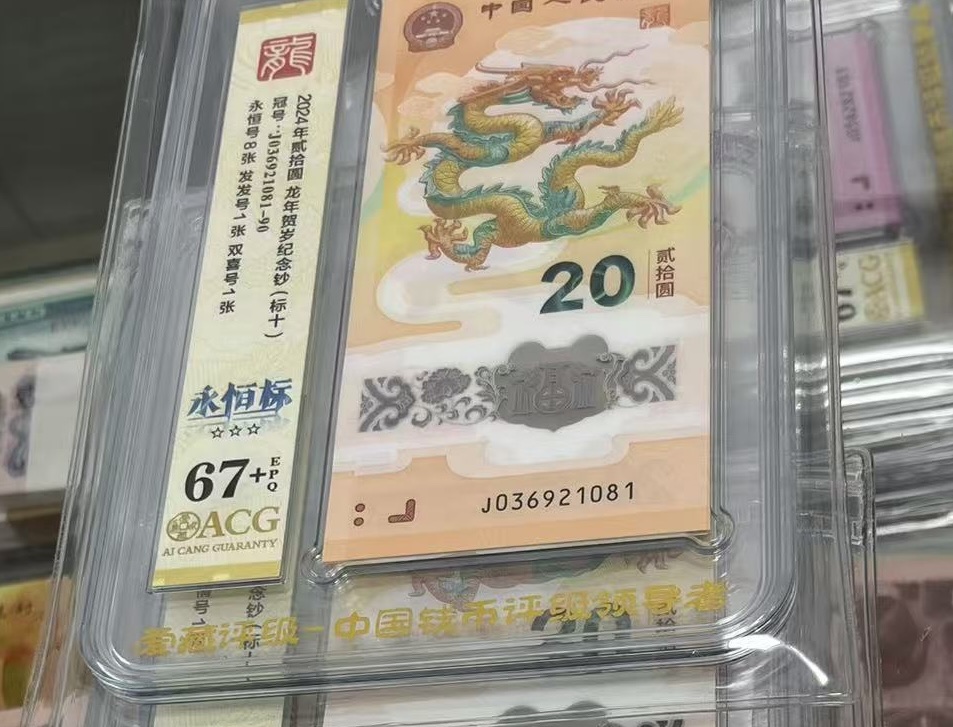 龍
2024年贰拾圆 龙年贺岁纪念钞(标十)
冠号:J036921081-90
永恒号8张 发发号1张 双喜号1张
永恒标
☆☆☆
67+EPQ
ACG
AI CANG GUARANTY
中国人民
20
贰拾圆
J036921081
爱藏评级-中国钱币评级领导者
ACG